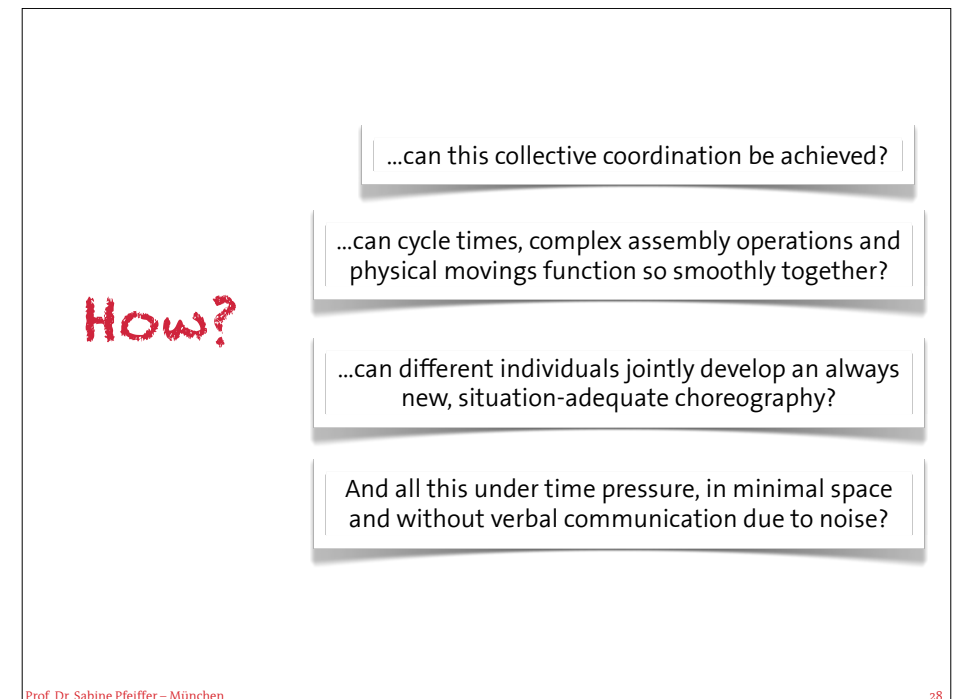 ...can this collective coordination be achieved?
...can cycle times, complex assembly operations and
physical movings function so smoothly together?
How?
...can different individuals jointly develop an always
new, situation-adequate choreography?
And all this under time pressure, in minimal space
and without verbal communication due to noise?
Prof. Dr. Sabine Pfeiffer – München 28